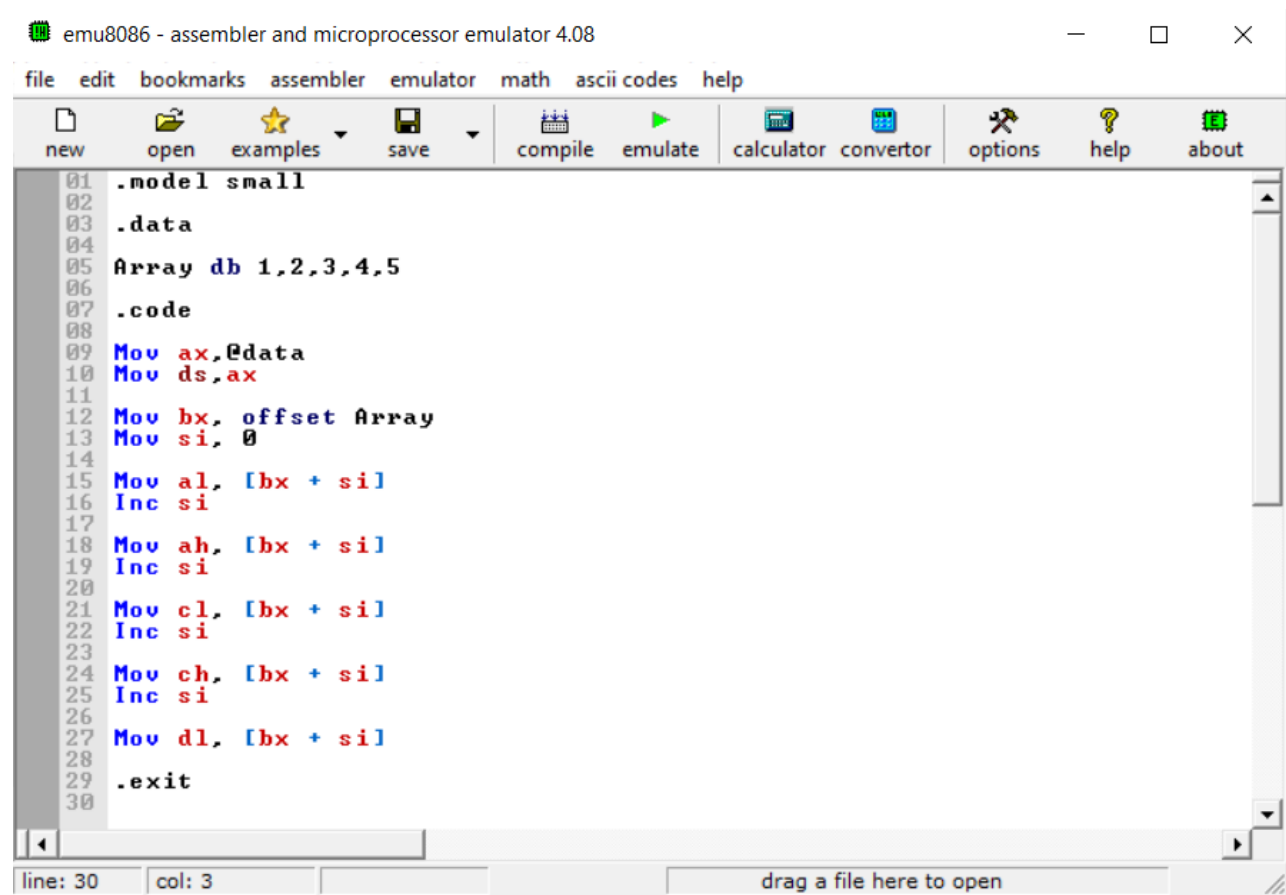 emu8086 - assembler and microprocessor emulator 4.08
file edit bookmarks assembler emulator math ascii codes help
new open examples save compile emulate calculator convertor options help about
01 .model small
02
03 .data
04
05 Array db 1,2,3,4,5
06
07 .code
08
09 Mov ax,@data
10 Mov ds,ax
11
12 Mov bx, offset Array
13 Mov si, 0
14
15 Mov al, [bx + si]
16 Inc si
17
18 Mov ah, [bx + si]
19 Inc si
20
21 Mov cl, [bx + si]
22 Inc si
23
24 Mov ch, [bx + si]
25 Inc si
26
27 Mov dl, [bx + si]
28
29 .exit
30
line: 30 col: 3 drag a file here to open